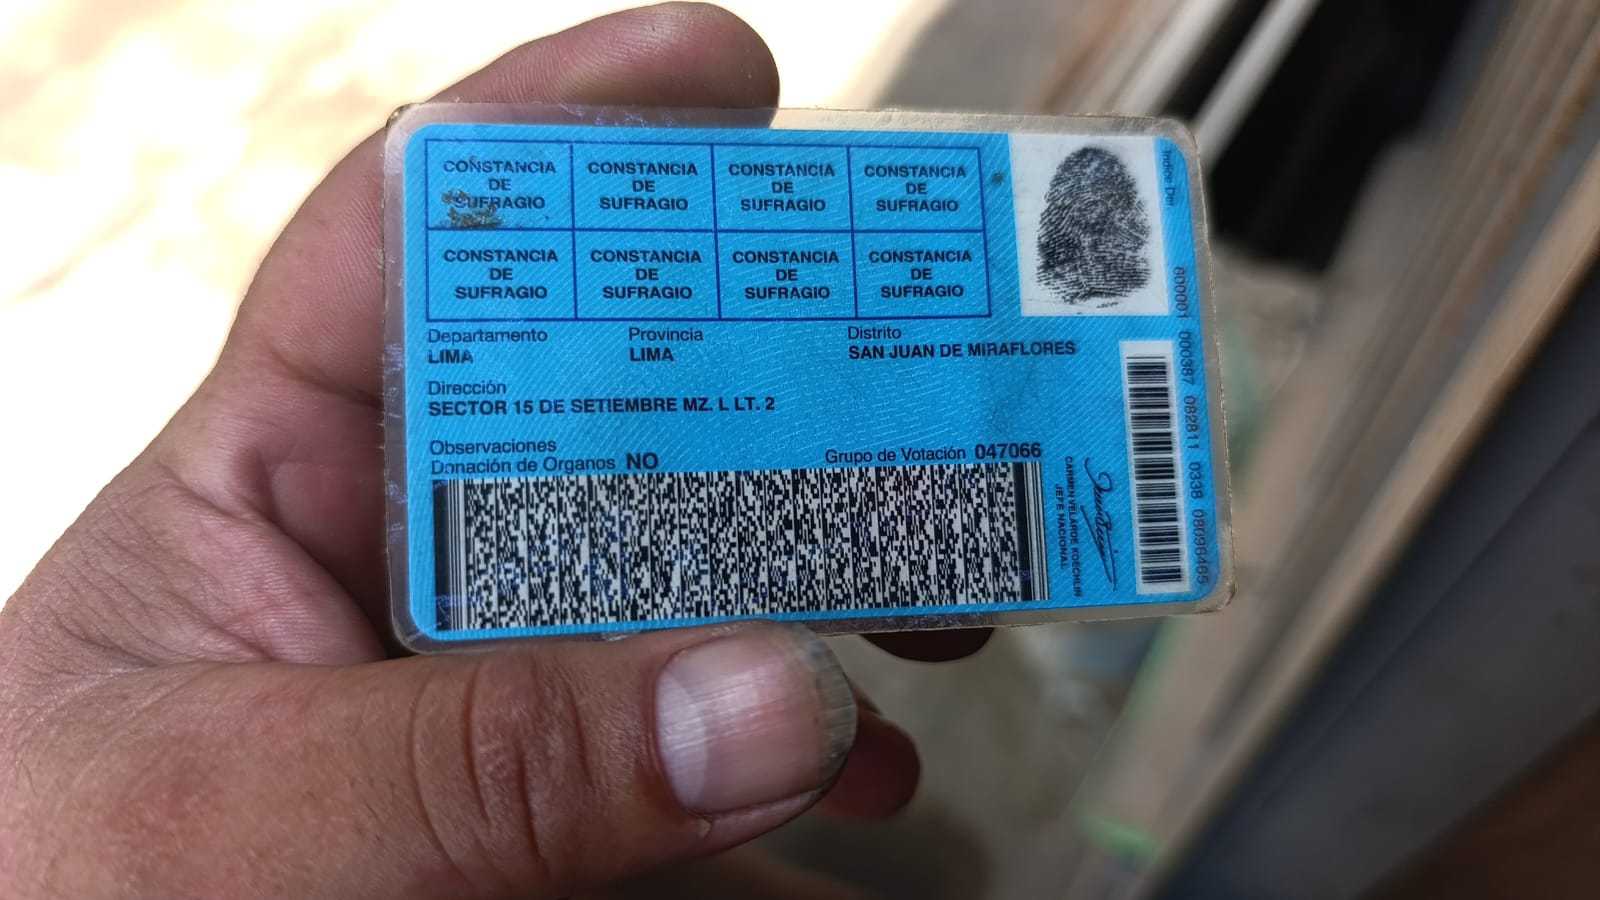 CONSTANCIA
DE
SUFRAGIO
CONSTANCIA
DE
SUFRAGIO
CONSTANCIA
DE
SUFRAGIO
CONSTANCIA
DE
SUFRAGIO
CONSTANCIA
DE
SUFRAGIO
CONSTANCIA
DE
SUFRAGIO
CONSTANCIA
DE
SUFRAGIO
CONSTANCIA
DE
SUFRAGIO
Indice Der
Departamento Provincia Distrito
LIMA LIMA SAN JUAN DE MIRAFLORES
Dirección
SECTOR 15 DE SETIEMBRE MZ. L LT. 2
Observaciones
Donación de Organos NO Grupo de Votación 047066
CARMEN VELARDE KOECHLIN
JEFE NACIONAL
000387 082811 0338